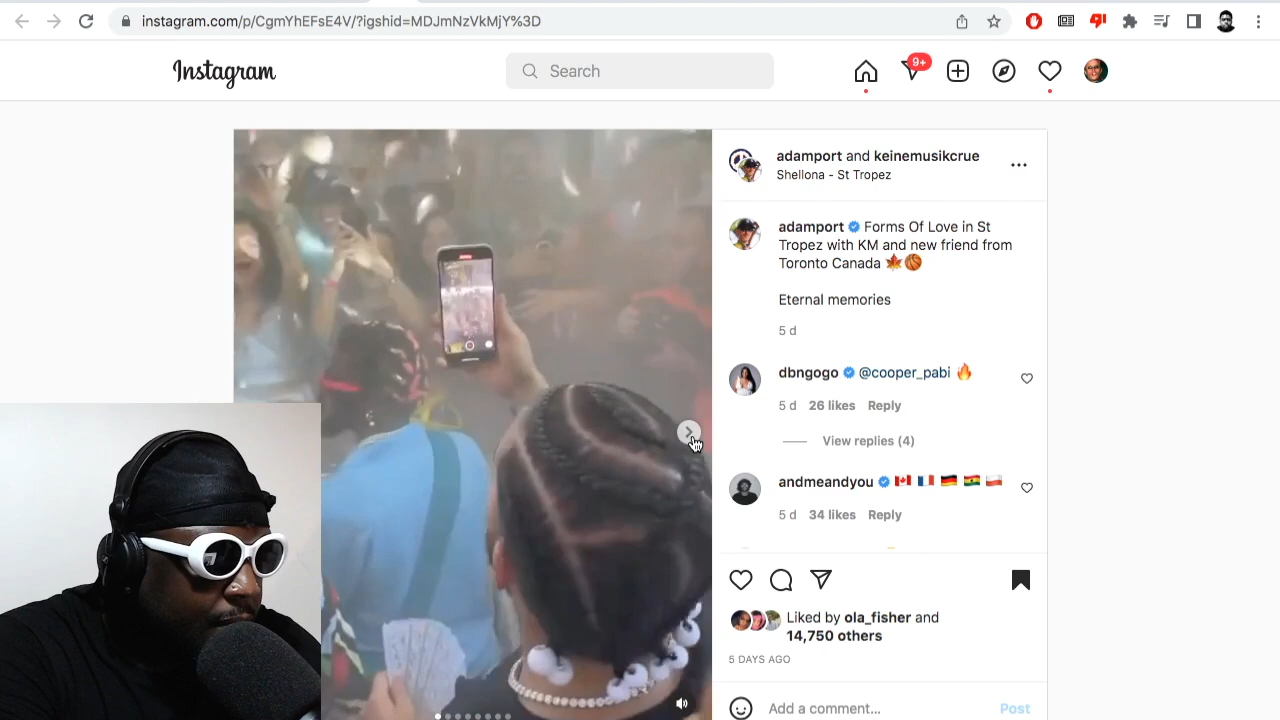 instagram.com/p/CgmYhEFsE4V/?igshid=MDJmNzVkMjY%3D
Instagram
Search
9+
adamport and keinemusikcrue
Shellona - St Tropez
adamport Forms Of Love in St
Tropez with KM and new friend from
Toronto Canada 🍁🏀
Eternal memories
5 d
dbngogo @cooper_pabi 🔥
5 d 26 likes Reply
View replies (4)
andmeandyou 🇨🇦 🇫🇷 🇩🇪 🇬🇭 🇵🇱
5 d 34 likes Reply
Liked by ola_fisher and
14,750 others
5 DAYS AGO
Add a comment...
Post